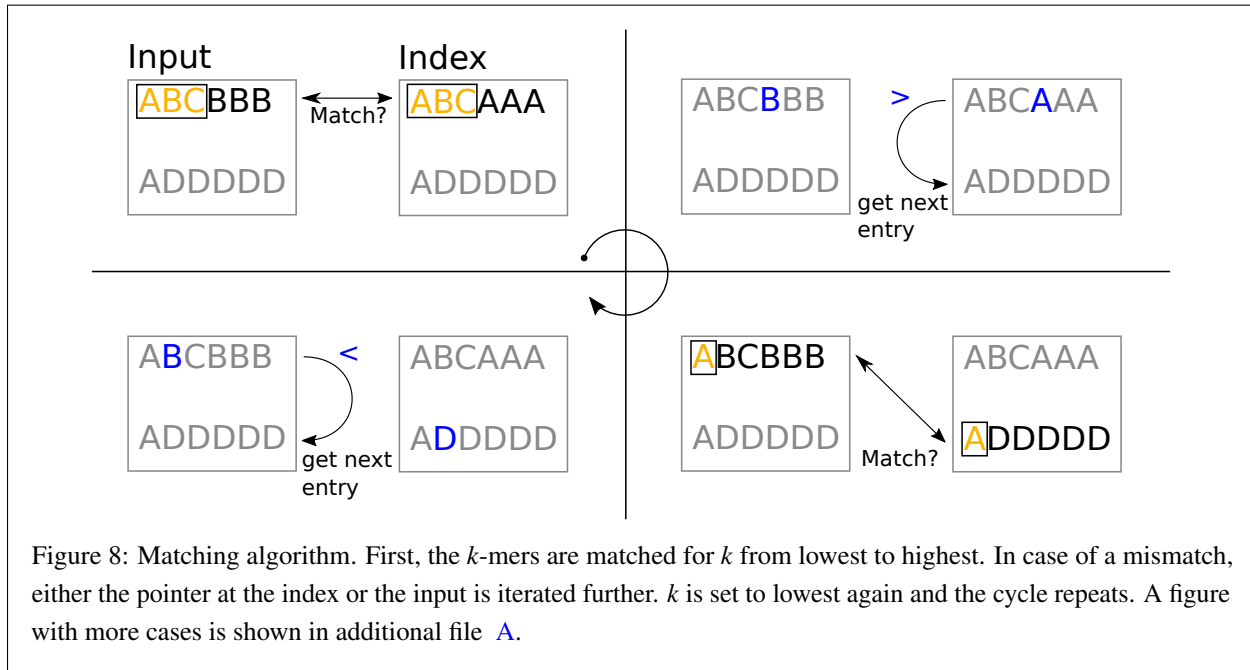 Input
Index
ABCBBB
Match?
ABCAAA
ADDDDD
ADDDDD
ABCBBB
>
ABCAAA
ADDDDD
get next
entry
ADDDDD
ABCBBB
<
ABCAAA
ADDDDD
get next
entry
ADDDDD
ABCBBB
ABCAAA
ADDDDD
Match?
ADDDDD
Figure 8: Matching algorithm. First, the k-mers are matched for k from lowest to highest. In case of a mismatch,
either the pointer at the index or the input is iterated further. k is set to lowest again and the cycle repeats. A figure
with more cases is shown in additional file A.